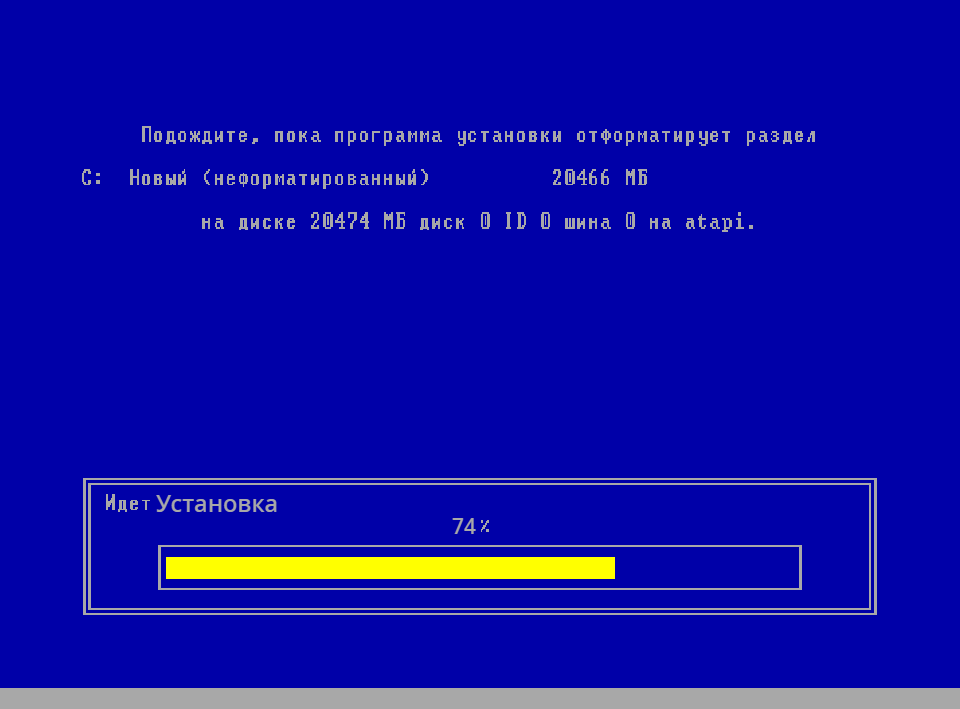 Подождите, пока программа установки отформатирует раздел
C: Новый (неформатированный) 20466 МБ
на диске 20474 МБ диск 0 ID 0 шина 0 на atapi.
Идет Установка
74%